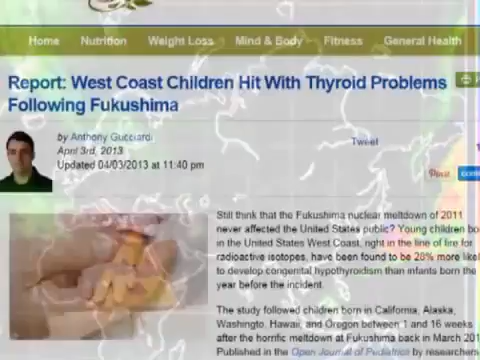 Home Nutrition Weight Loss Mind & Body Fitness General Health
Report: West Coast Children Hit With Thyroid Problems
Following Fukushima
by Anthony Gucciardi
April 3rd, 2013
Updated 04/03/2013 at 11:40 pm
Tweet
Pin it
Still think that the Fukushima nuclear meltdown of 2011
never affected the United States public? Young children bo
in the United States West Coast, right in the line of fire for
radioactive isotopes, have been found to be 28% more likel
to develop congenital hypothyroidism than infants born the
year before the incident.
The study followed children born in California, Alaska,
Washingto, Hawaii, and Oregon between 1 and 16 weeks
after the horrific meltdown at Fukushima back in March 201
Published in the Open Journal of Pediatrics by researchers